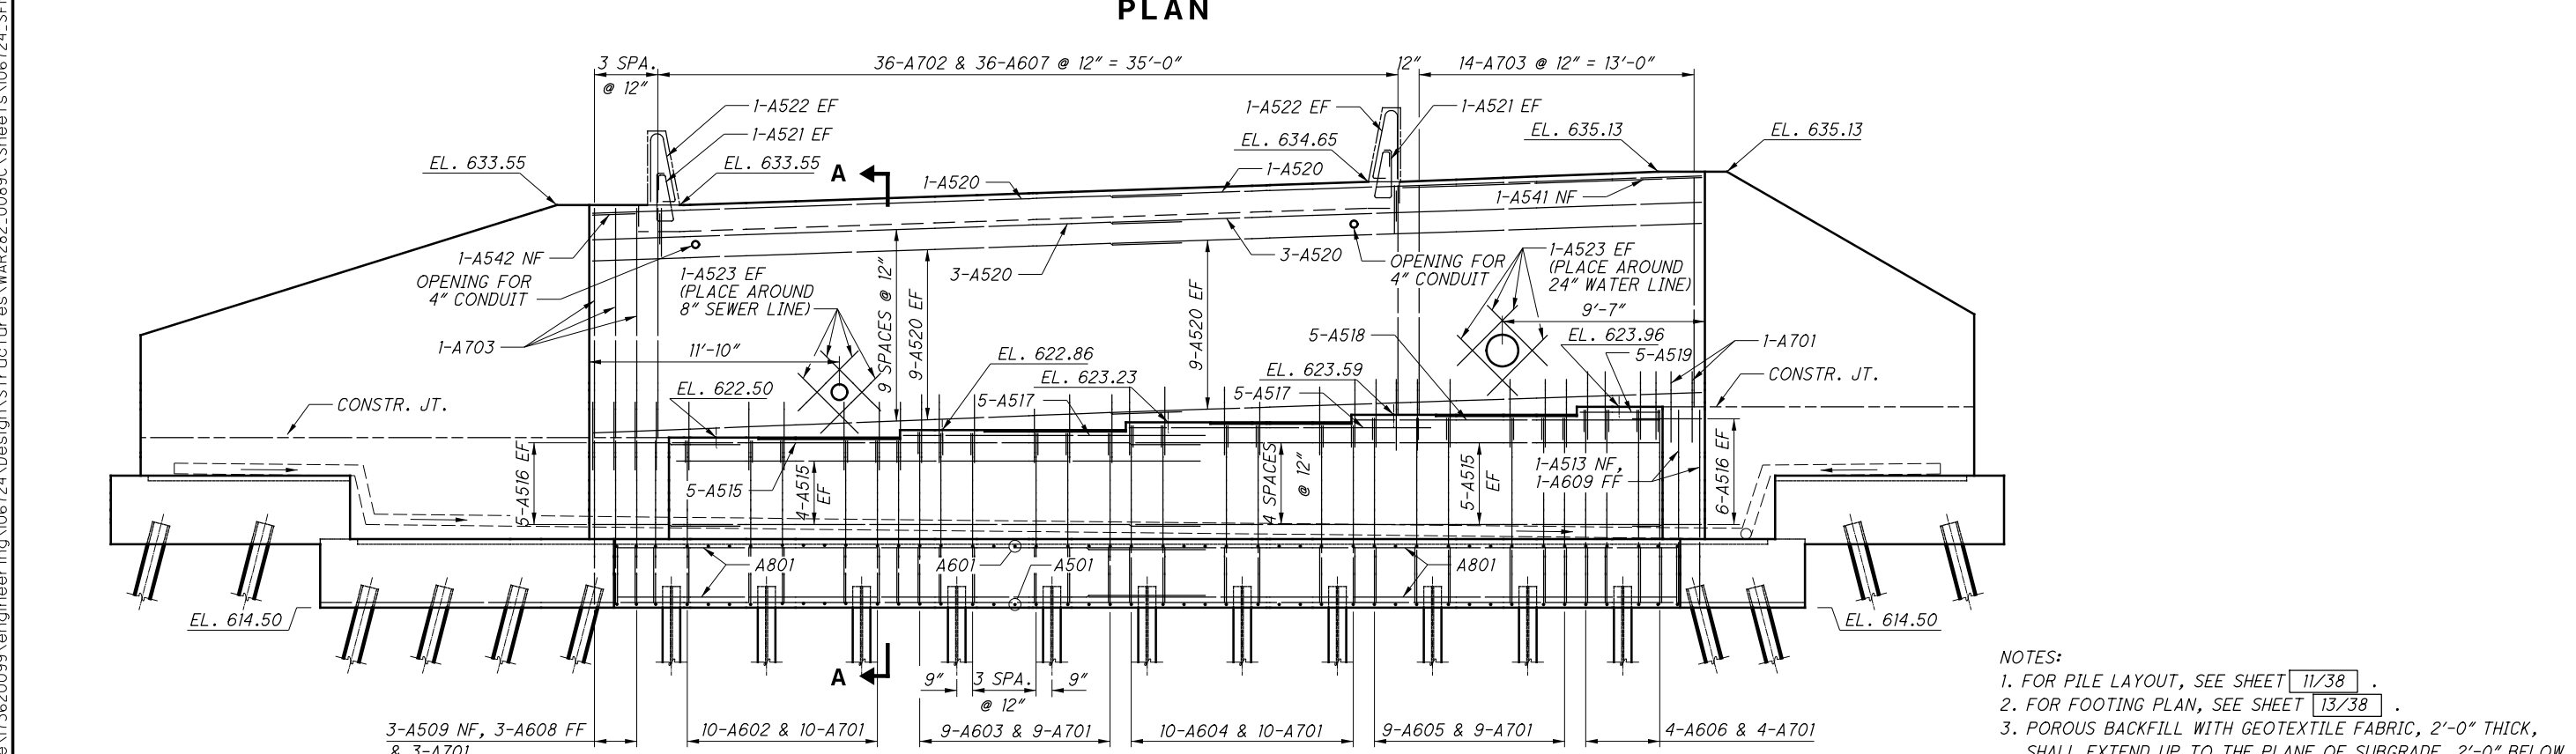 PLAN
3 SPA.
@ 12"
36-A702 & 36-A607 @ 12" = 35'-0"
12"
14-A703 @ 12" = 13'-0"
1-A522 EF
1-A521 EF
1-A522 EF
1-A521 EF
EL. 633.55
EL. 633.55
A
1-A520
EL. 634.65
1-A520
EL. 635.13
EL. 635.13
1-A541 NF
1-A542 NF
OPENING FOR
4" CONDUIT
1-A523 EF
(PLACE AROUND
8" SEWER LINE)
9 SPACES @ 12"
9-A520 EF
3-A520
3-A520
9-A520 EF
OPENING FOR
4" CONDUIT
1-A523 EF
(PLACE AROUND
24" WATER LINE)
9'-7"
1-A703
11'-10"
EL. 622.50
EL. 622.86
EL. 623.23
5-A517
5-A518
EL. 623.59
5-A517
EL. 623.96
5-A519
1-A701
CONSTR. JT.
CONSTR. JT.
5-A516 EF
5-A515
4-A515
EF
4 SPACES
@ 12"
5-A515
EF
1-A513 NF,
1-A609 FF
6-A516 EF
A801
A601
A501
A801
EL. 614.50
EL. 614.50
A
9"
3 SPA.
@ 12"
9"
3-A509 NF, 3-A608 FF
& 3-A701
10-A602 & 10-A701
9-A603 & 9-A701
10-A604 & 10-A701
9-A605 & 9-A701
4-A606 & 4-A701
NOTES:
1. FOR PILE LAYOUT, SEE SHEET 11/38 .
2. FOR FOOTING PLAN, SEE SHEET 13/38 .
3. POROUS BACKFILL WITH GEOTEXTILE FABRIC, 2'-0" THICK,
SHALL EXTEND UP TO THE PLANE OF SUBGRADE, 2'-0" BELOW